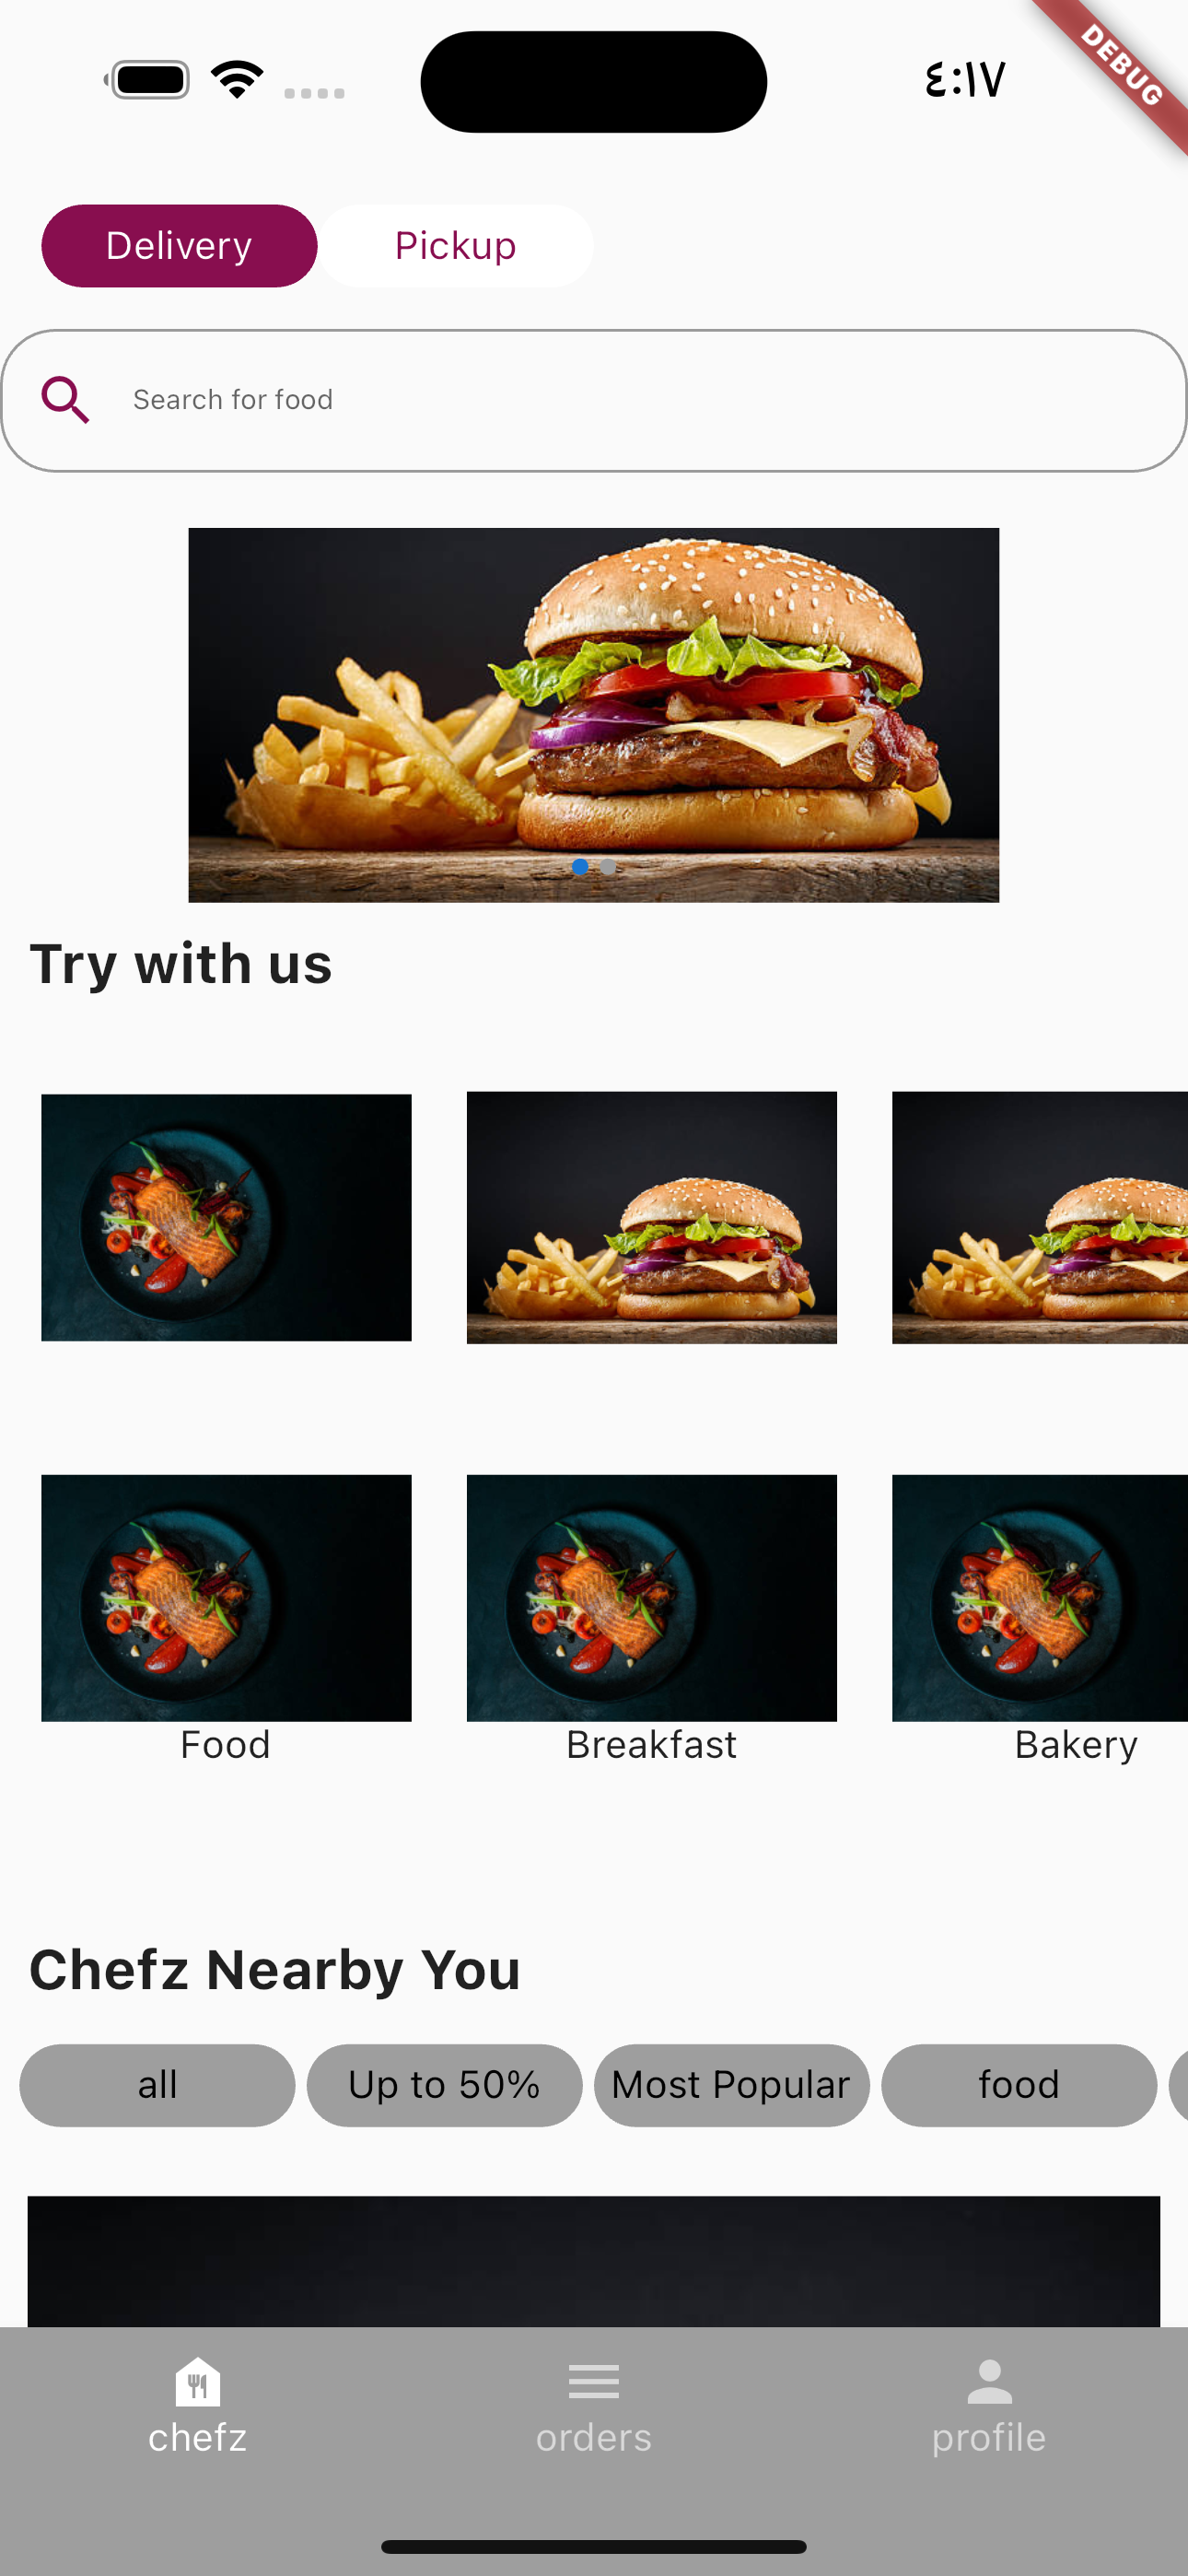 ٤:١٧
DEBUG
Delivery
Pickup
Search for food
Try with us
Food
Breakfast
Bakery
Chefz Nearby You
all
Up to 50%
Most Popular
food
chefz
orders
profile